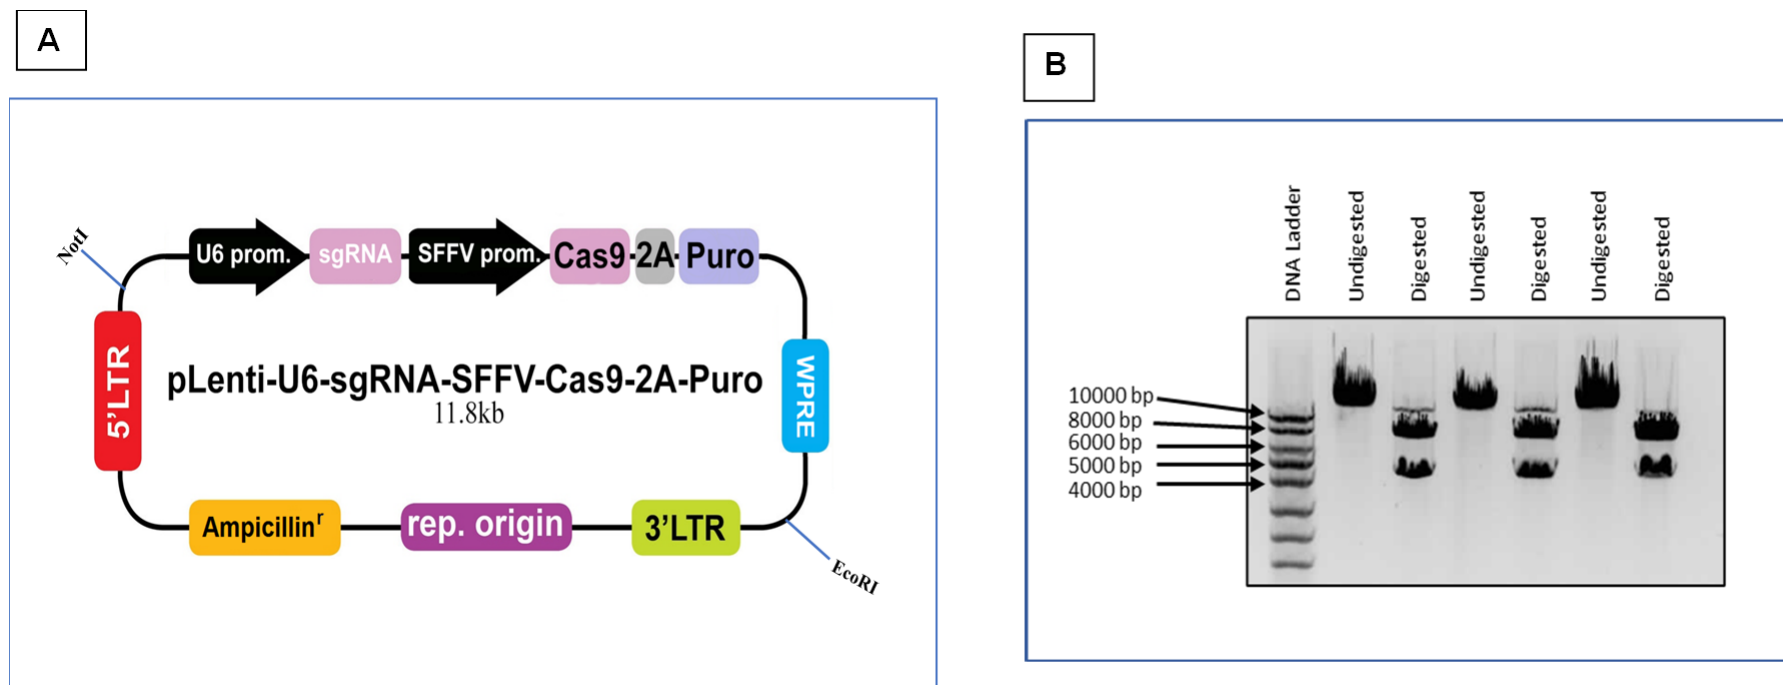 A
NotI
U6 prom.
sgRNA
SFFV prom.
Cas9
2A
Puro
5'LTR
pLenti-U6-sgRNA-SFFV-Cas9-2A-Puro
11.8kb
WPRE
Ampicillinʳ
rep. origin
3'LTR
EcoRI
B
DNA Ladder
Undigested
Digested
Undigested
Digested
Undigested
Digested
10000 bp
8000 bp
6000 bp
5000 bp
4000 bp